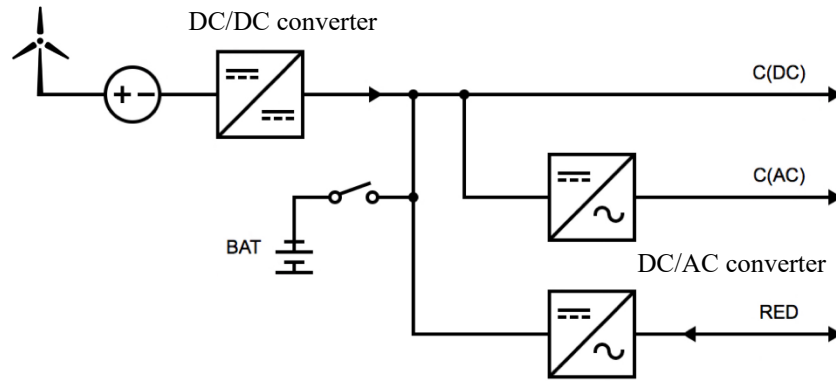 DC/DC converter
C(DC)
C(AC)
BAT
DC/AC converter
RED